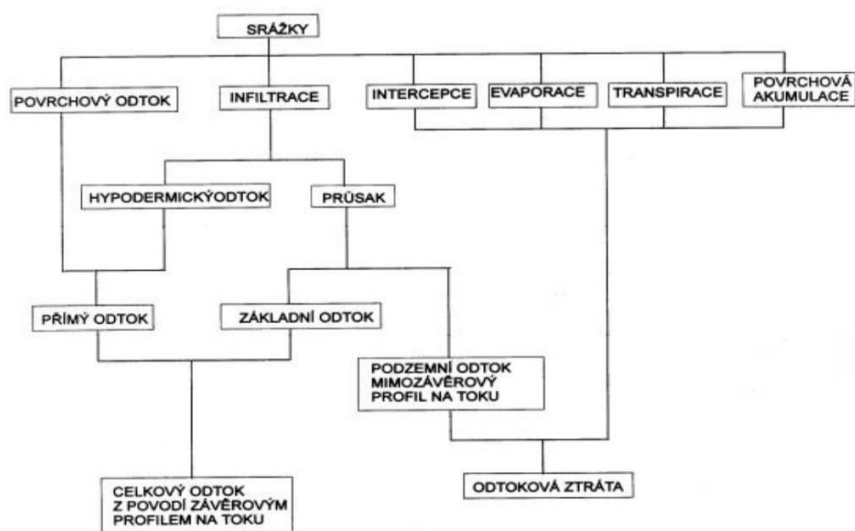 SRÁŽKY
POVRCHOVÝ ODTOK
INFILTRACE
INTERCEPCE
EVAPORACE
TRANSPIRACE
POVRCHOVÁ
AKUMULACE
HYPODERMICKÝODTOK
PRŮSAK
PŘÍMÝ ODTOK
ZÁKLADNÍ ODTOK
PODZEMNÍ ODTOK
MIMOZÁVĚROVÝ
PROFIL NA TOKU
CELKOVÝ ODTOK
Z POVODÍ ZÁVĚROVÝM
PROFILEM NA TOKU
ODTOKOVÁ ZTRÁTA